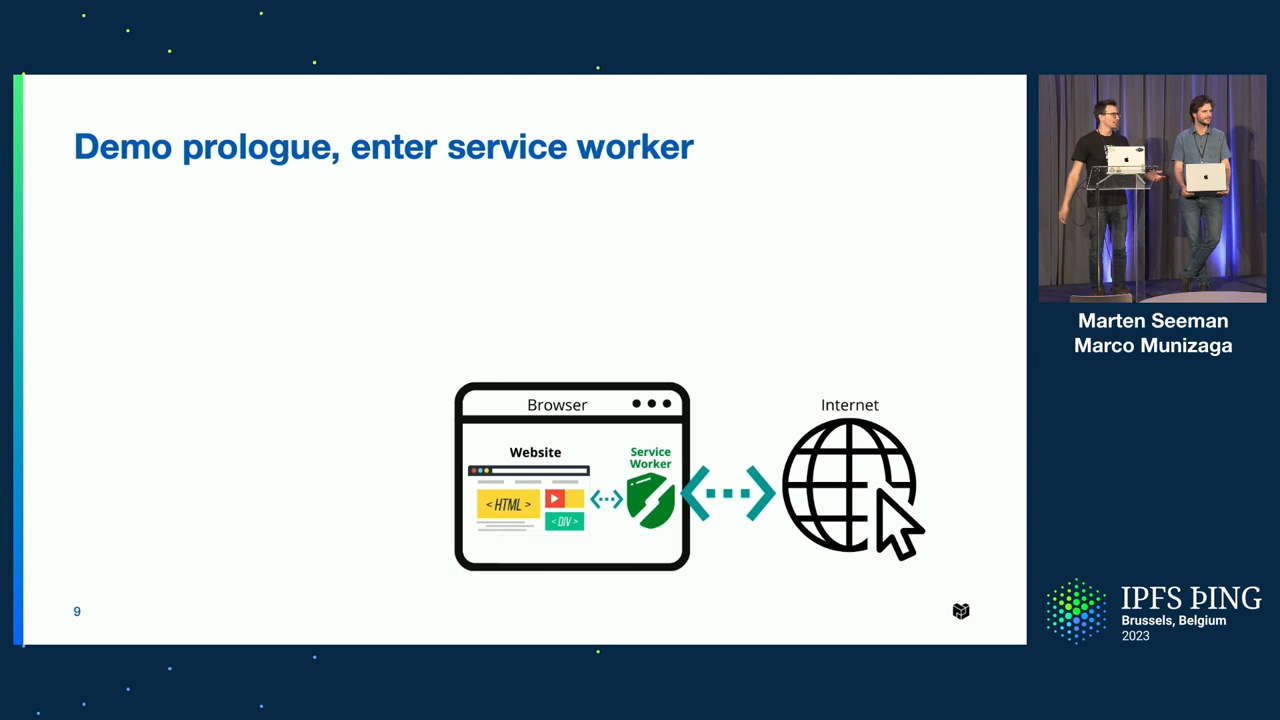 Demo prologue, enter service worker
Browser
Website
Service
Worker
< HTML >
< DIV >
Internet
9
Marten Seeman
Marco Munizaga
IPFS ÞING
Brussels, Belgium
2023